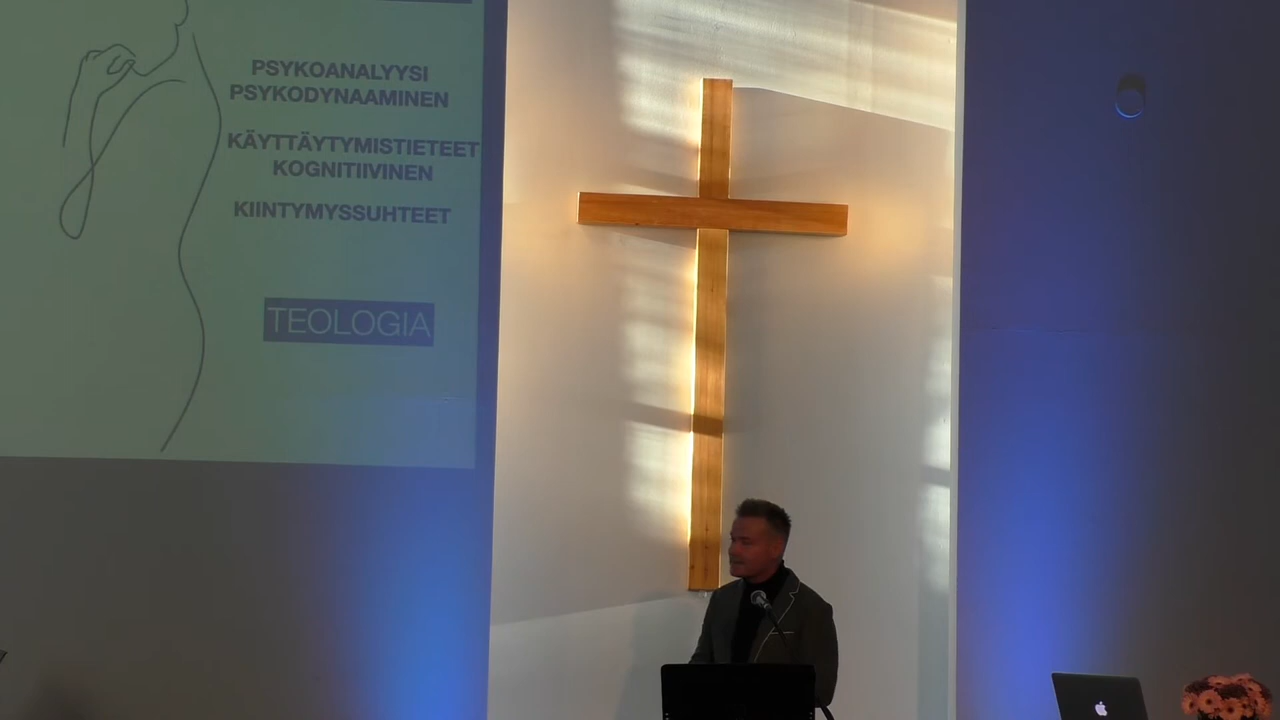 PSYKOANALYYSI
PSYKODYNAAMINEN
KÄYTTÄYTYMISTIETEET
KOGNITIIVINEN
KIINTYMYSSUHTEET
TEOLOGIA